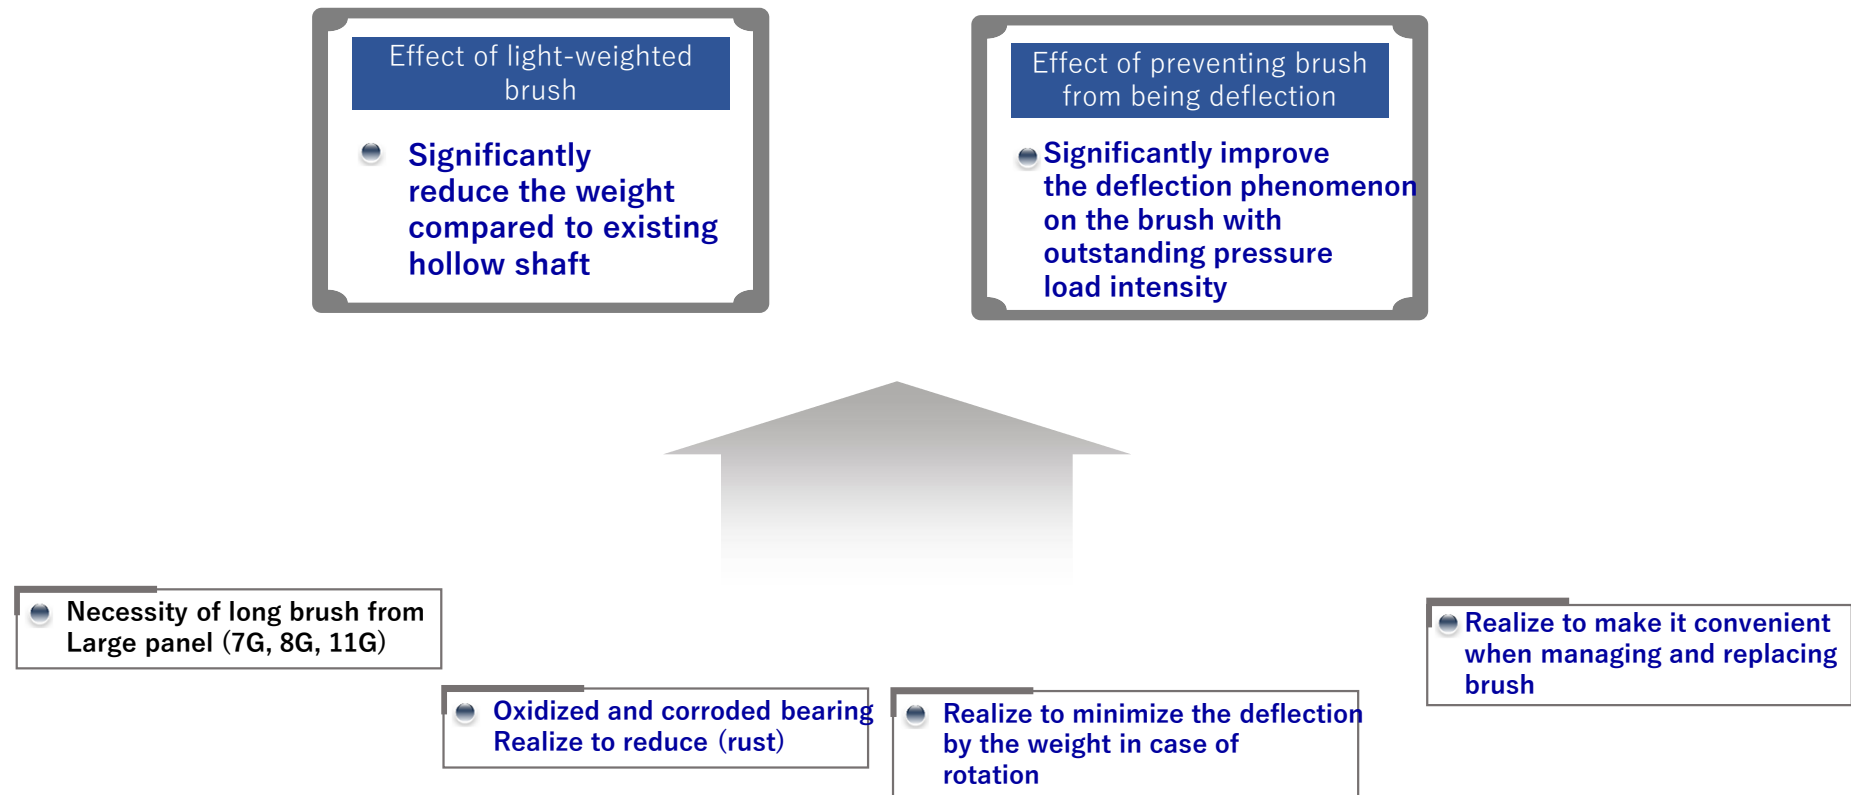 Effect of light-weighted
brush
Significantly
reduce the weight
compared to existing
hollow shaft
Effect of preventing brush
from being deflection
Significantly improve
the deflection phenomenon
on the brush with
outstanding pressure
load intensity
Necessity of long brush from
Large panel (7G, 8G, 11G)
Oxidized and corroded bearing
Realize to reduce (rust)
Realize to minimize the deflection
by the weight in case of
rotation
Realize to make it convenient
when managing and replacing
brush